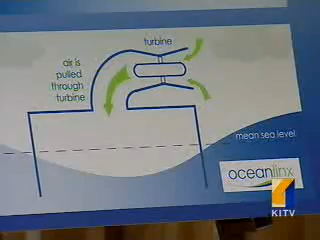 turbine
air is
pulled
through
turbine
mean sea level
oceanlinx
KITV